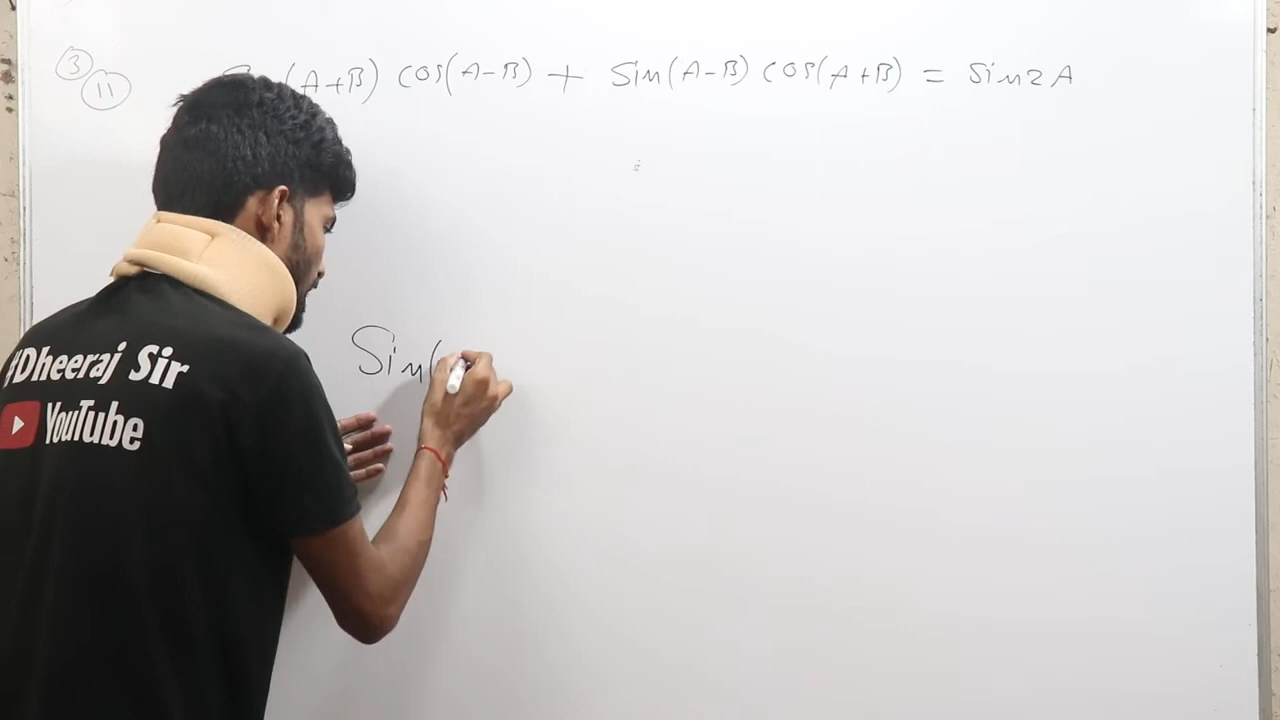 3
11
(A+B) cos(A-B) + Sin(A-B) cos(A+B) = Sin2A
Sin(
#Dheeraj Sir
YouTube